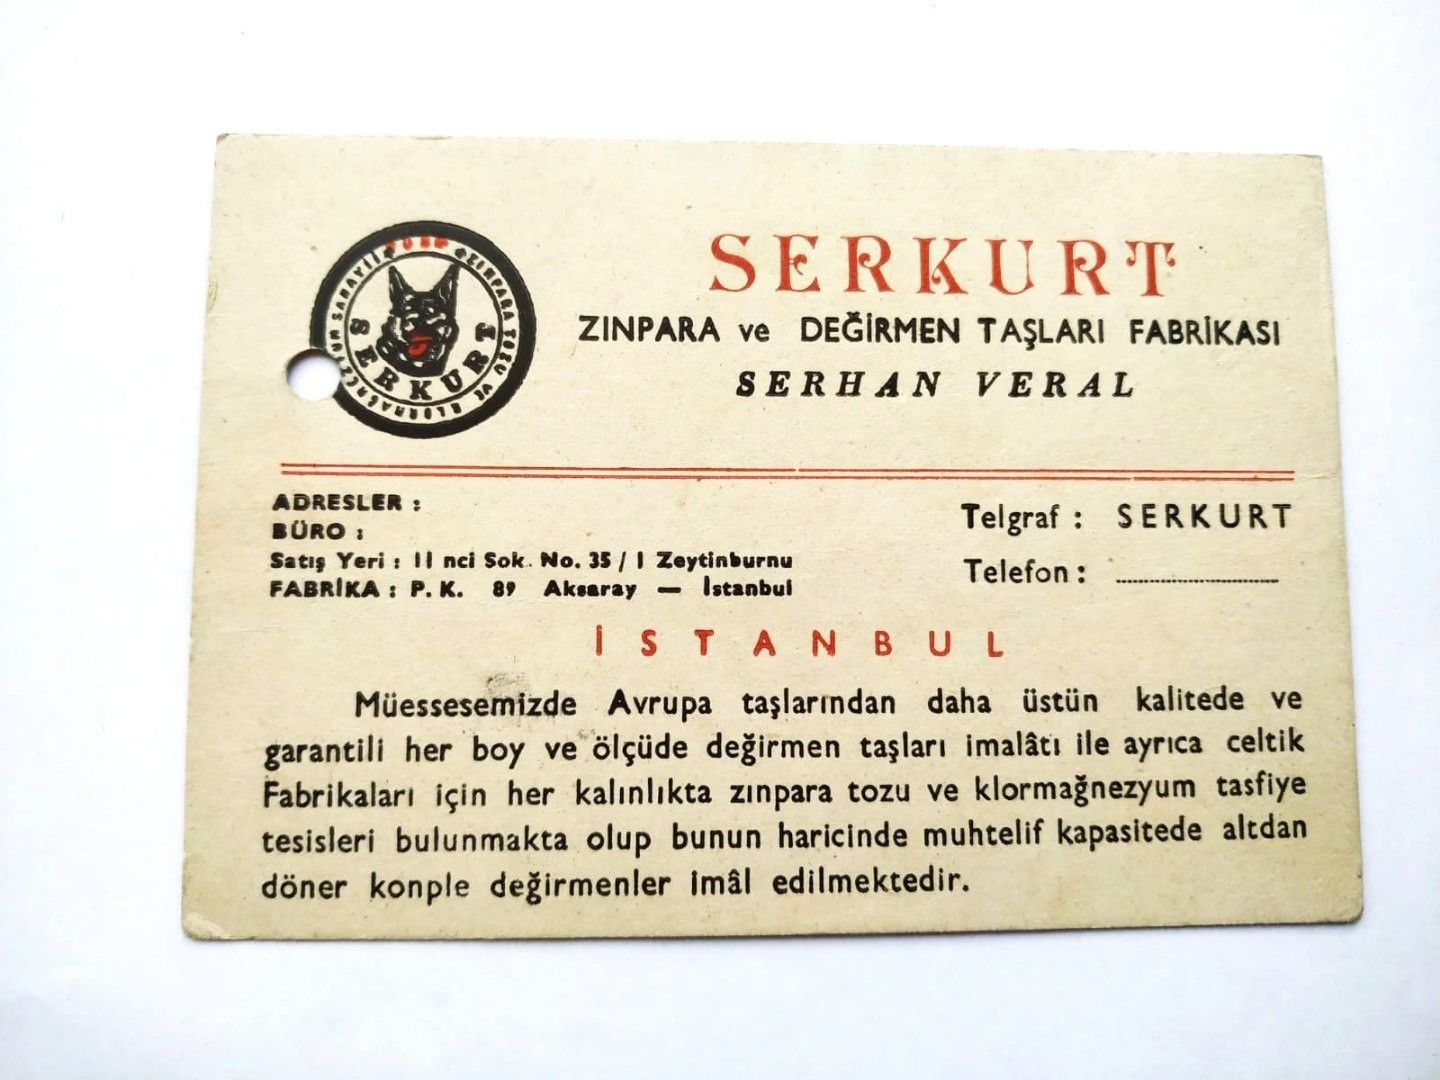 SERKURT
SERKURT
ZINPARA ve DEĞİRMEN TAŞLARI FABRİKASI
SERHAN VERAL
ADRESLER :
BÜRO :
Satış Yeri : 11 nci Sok. No. 35 / 1 Zeytinburnu
FABRİKA : P. K. 89 Aksaray — İstanbul
Telgraf : SERKURT
Telefon : ....................
İSTANBUL
Müessesemizde Avrupa taşlarından daha üstün kalitede ve
garantili her boy ve ölçüde değirmen taşları imalâtı ile ayrıca celtik
Fabrikaları için her kalınlıkta zınpara tozu ve klormağnezyum tasfiye
tesisleri bulunmakta olup bunun haricinde muhtelif kapasitede altdan
döner konple değirmenler imâl edilmektedir.